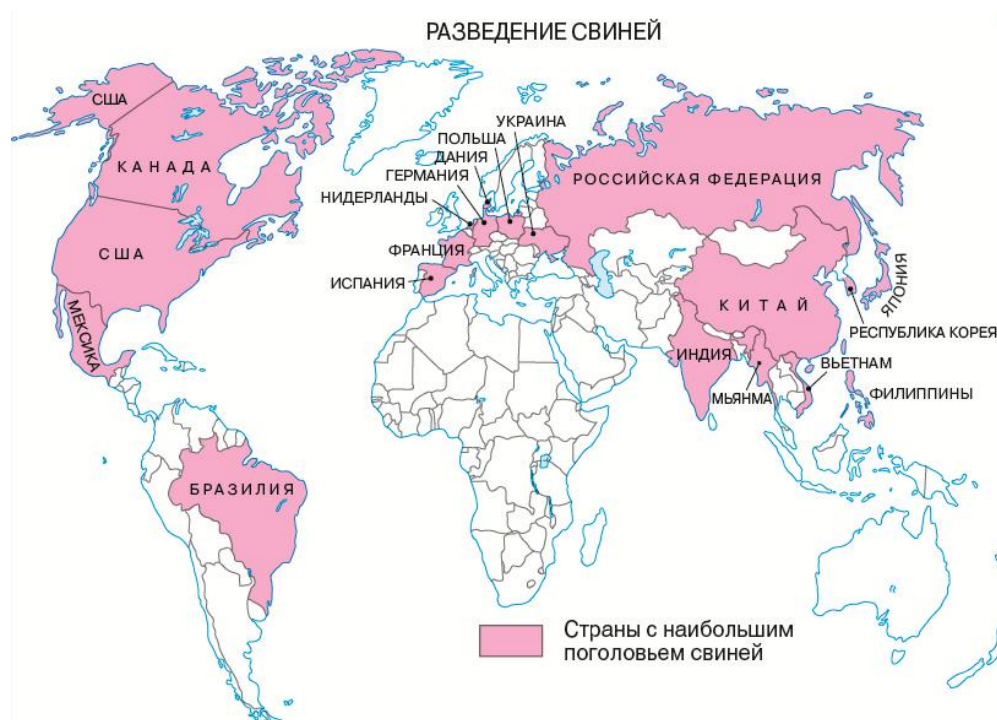 РАЗВЕДЕНИЕ СВИНЕЙ
США
КАНАДА
США
МЕКСИКА
БРАЗИЛИЯ
УКРАИНА
ПОЛЬША
ДАНИЯ
ГЕРМАНИЯ
НИДЕРЛАНДЫ
ФРАНЦИЯ
ИСПАНИЯ
РОССИЙСКАЯ ФЕДЕРАЦИЯ
КИТАЙ
ЯПОНИЯ
РЕСПУБЛИКА КОРЕЯ
ИНДИЯ
ВЬЕТНАМ
МЬЯНМА
ФИЛИППИНЫ
Страны с наибольшим
поголовьем свиней